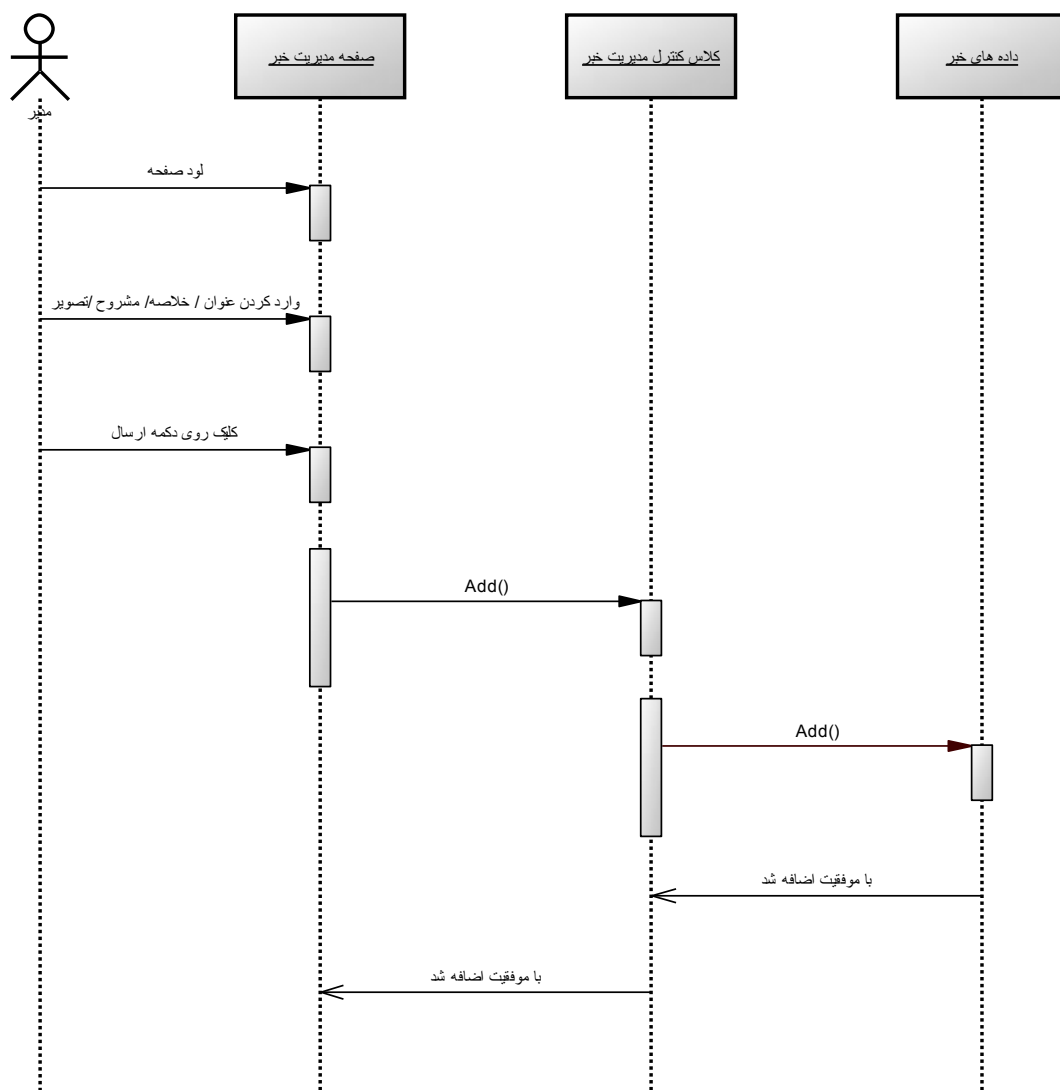 صفحه مدیریت خبر
کلاس کنترل مدیریت خبر
داده های خبر
مدیر
لود صفحه
وارد کردن عنوان / خلاصه/ مشروح /تصویر
کلیک روی دکمه ارسال
Add()
Add()
با موفقیت اضافه شد
با موفقیت اضافه شد